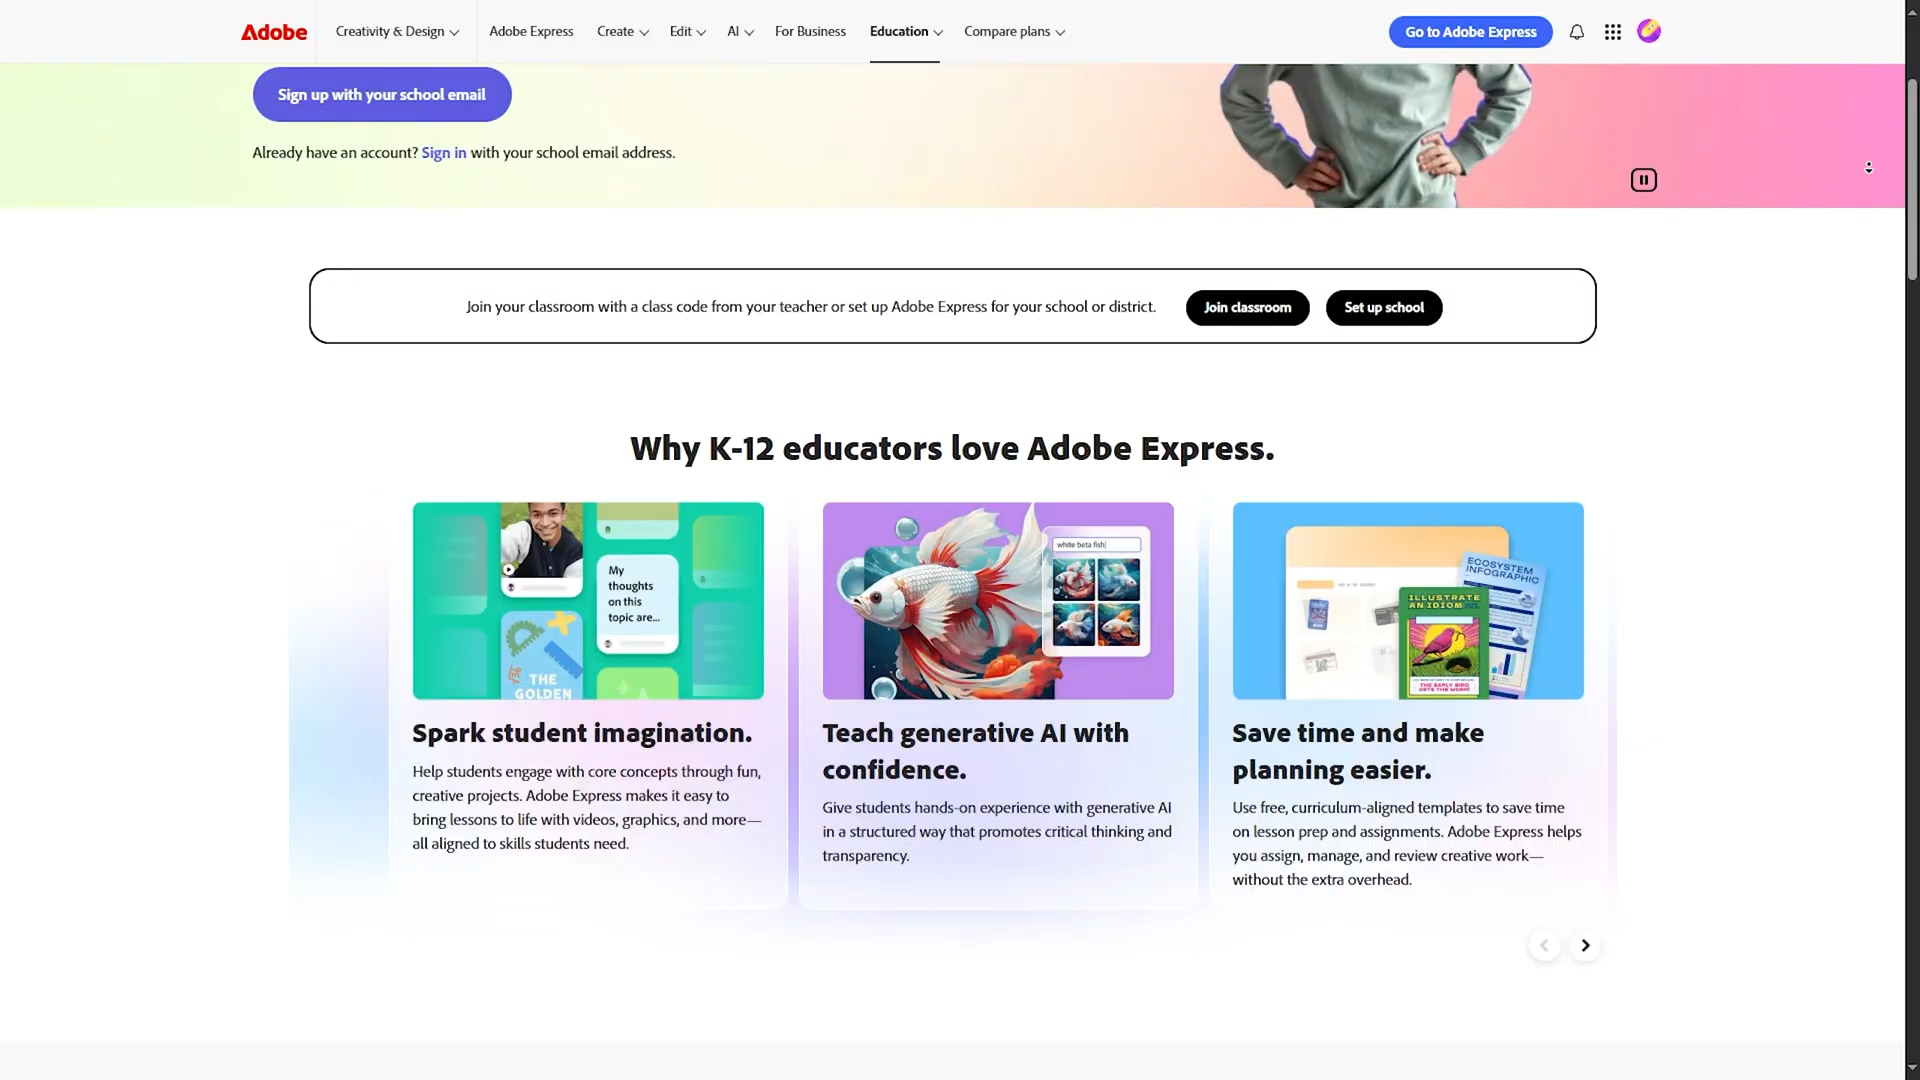 Adobe
Creativity & Design
Adobe Express
Create
Edit
AI
For Business
Education
Compare plans
Go to Adobe Express
Sign up with your school email
Already have an account? Sign in with your school email address.
Join your classroom with a class code from your teacher or set up Adobe Express for your school or district.
Join classroom
Set up school
Why K-12 educators love Adobe Express.
My
thoughts
on this
topic are...
THE
GOLDEN
white beta fish
ECOSYSTEM
INFOGRAPHIC
ILLUSTRATE
AN IDIOM
THE EARLY BIRD
GETS THE WORM!
Spark student imagination.
Help students engage with core concepts through fun,
creative projects. Adobe Express makes it easy to
bring lessons to life with videos, graphics, and more—
all aligned to skills students need.
Teach generative AI with
confidence.
Give students hands-on experience with generative AI
in a structured way that promotes critical thinking and
transparency.
Save time and make
planning easier.
Use free, curriculum-aligned templates to save time
on lesson prep and assignments. Adobe Express helps
you assign, manage, and review creative work—
without the extra overhead.